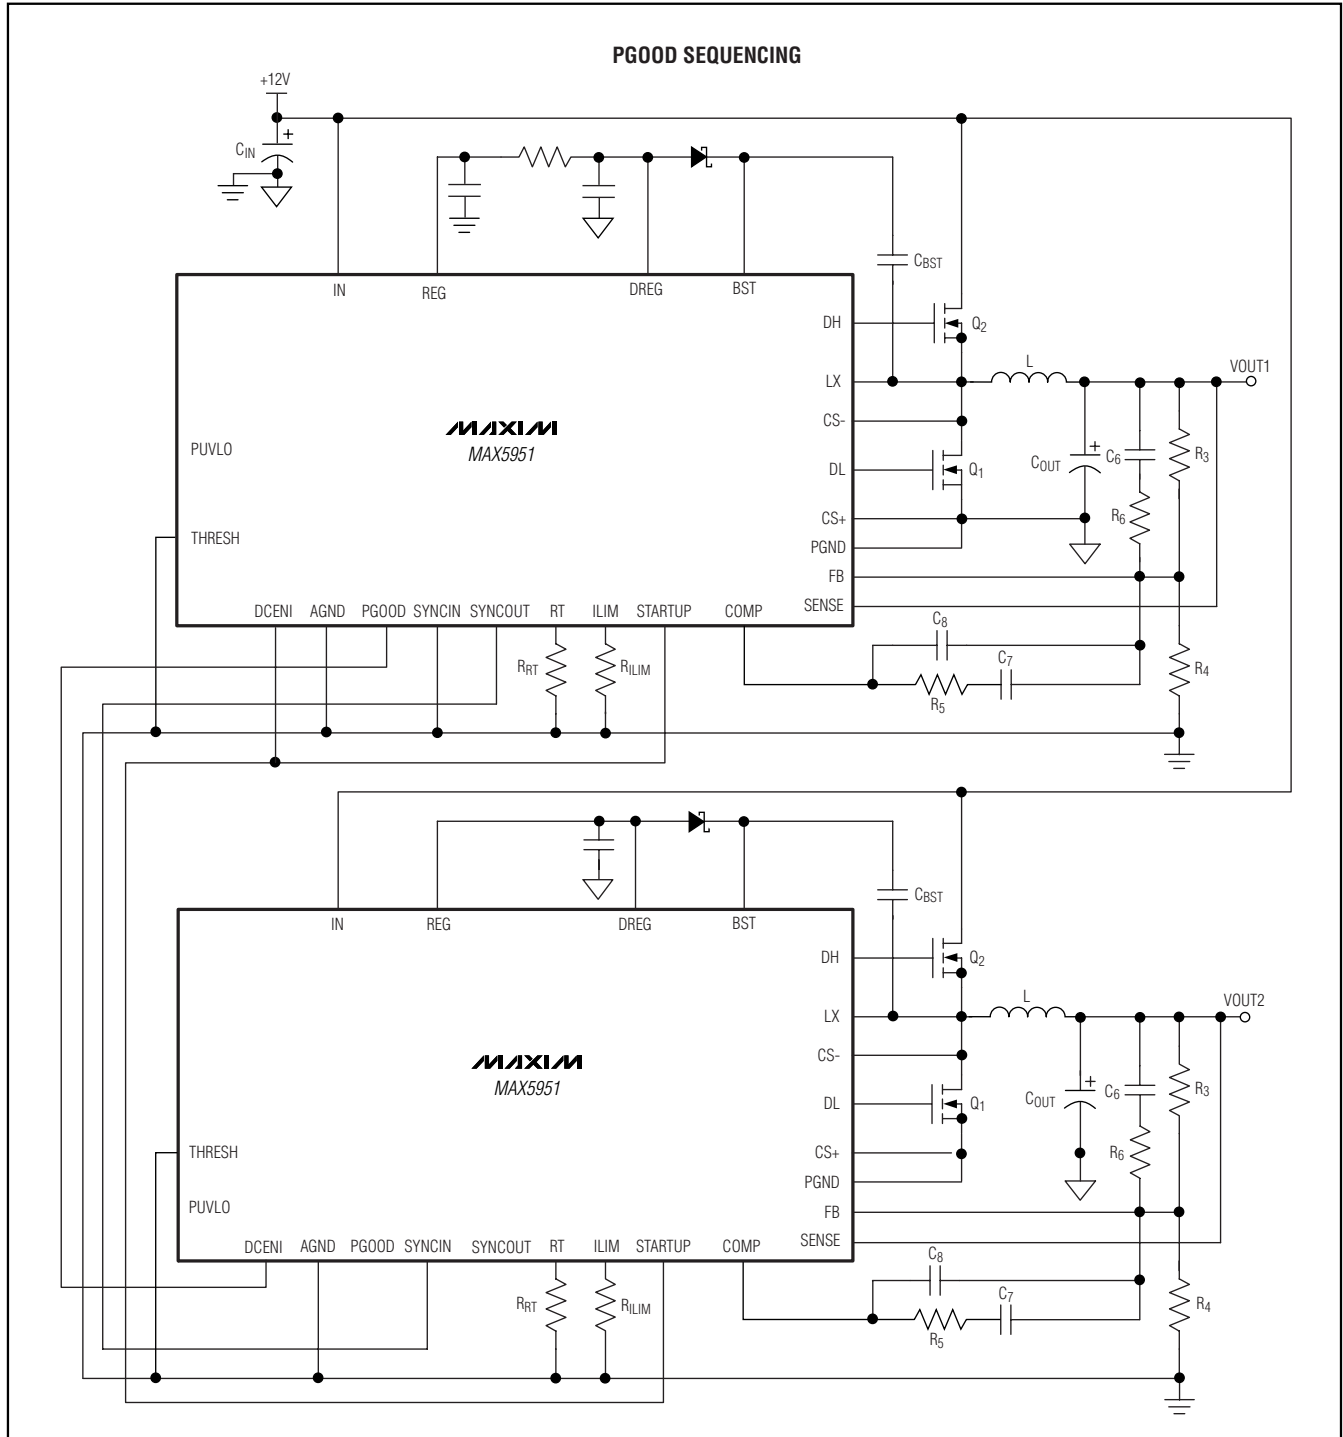 PGOOD SEQUENCING
+12V
+
CIN
CBST
IN
REG
DREG
BST
DH
Q2
LX
L
VOUT1
CS-
MAXIM
MAX5951
PUVLO
DL
Q1
COUT
+
C6
R3
R6
CS+
THRESH
PGND
FB
SENSE
DCENI AGND PGOOD SYNCIN SYNCOUT RT ILIM STARTUP COMP
C8
RRT
RILIM
C7
R5
R4
CBST
IN
REG
DREG
BST
DH
Q2
LX
L
VOUT2
CS-
MAXIM
MAX5951
DL
Q1
COUT
+
C6
R3
R6
CS+
THRESH
PGND
PUVLO
FB
SENSE
DCENI AGND PGOOD SYNCIN SYNCOUT RT ILIM STARTUP COMP
C8
RRT
RILIM
C7
R5
R4